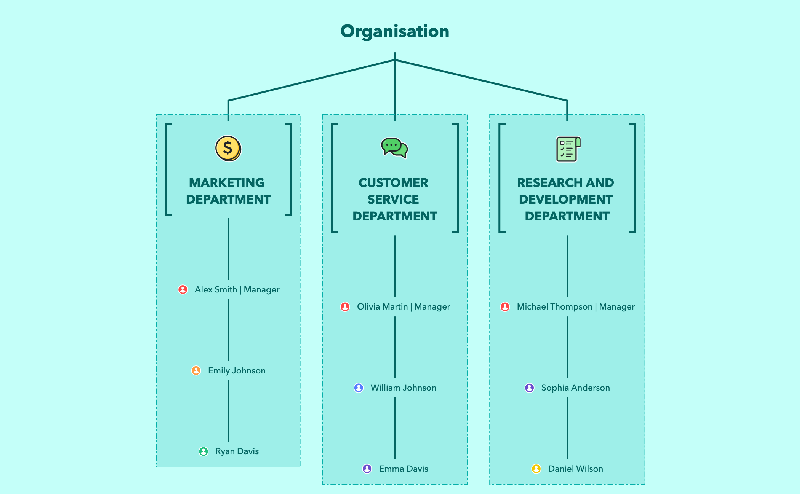 Organisation
MARKETING
DEPARTMENT
Alex Smith | Manager
Emily Johnson
Ryan Davis
CUSTOMER
SERVICE
DEPARTMENT
Olivia Martin | Manager
William Johnson
Emma Davis
RESEARCH AND
DEVELOPMENT
DEPARTMENT
Michael Thompson | Manager
Sophia Anderson
Daniel Wilson